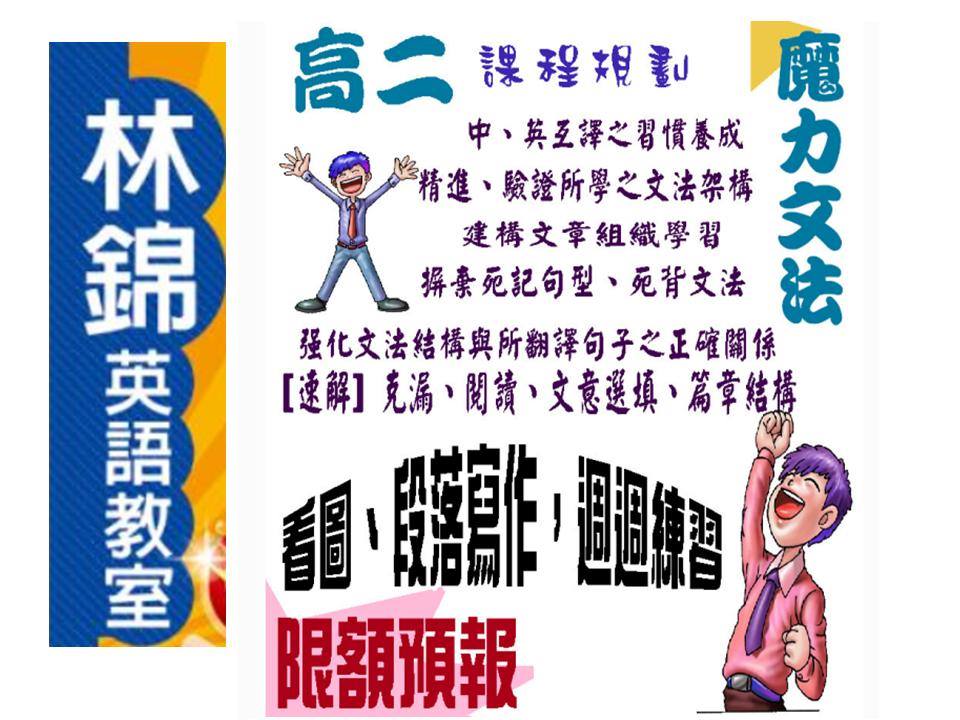 林錦英語教室
高二 課程規劃
魔力文法
中、英互譯之習慣養成
精進、驗證所學之文法架構
建構文章組織學習
摒棄死記句型、死背文法
强化文法結構與所翻譯句子之正確關係
[速解] 克漏、閱讀、文意選填、篇章結構
看圖、段落寫作,週週練習
限額預報